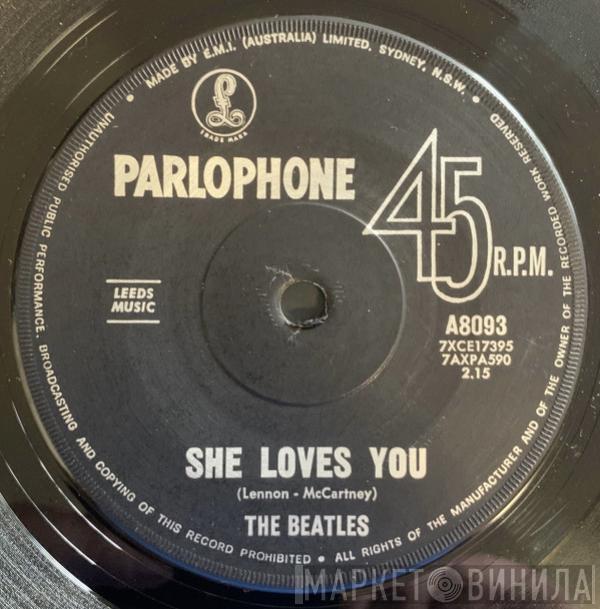 MADE BY E.M.I. (AUSTRALIA) LIMITED, SYDNEY, N.S.W. •
UNAUTHORISED PUBLIC PERFORMANCE, BROADCASTING AND COPYING OF THIS RECORD PROHIBITED • ALL RIGHTS OF THE MANUFACTURER AND OF THE OWNER OF THE RECORDED WORK RESERVED •
£
TRADE MARK
PARLOPHONE
45
R.P.M.
LEEDS
MUSIC
A8093
7XCE17395
7AXPA590
2.15
SHE LOVES YOU
(Lennon - McCartney)
THE BEATLES
МАРКЕТ ВИНИЛА